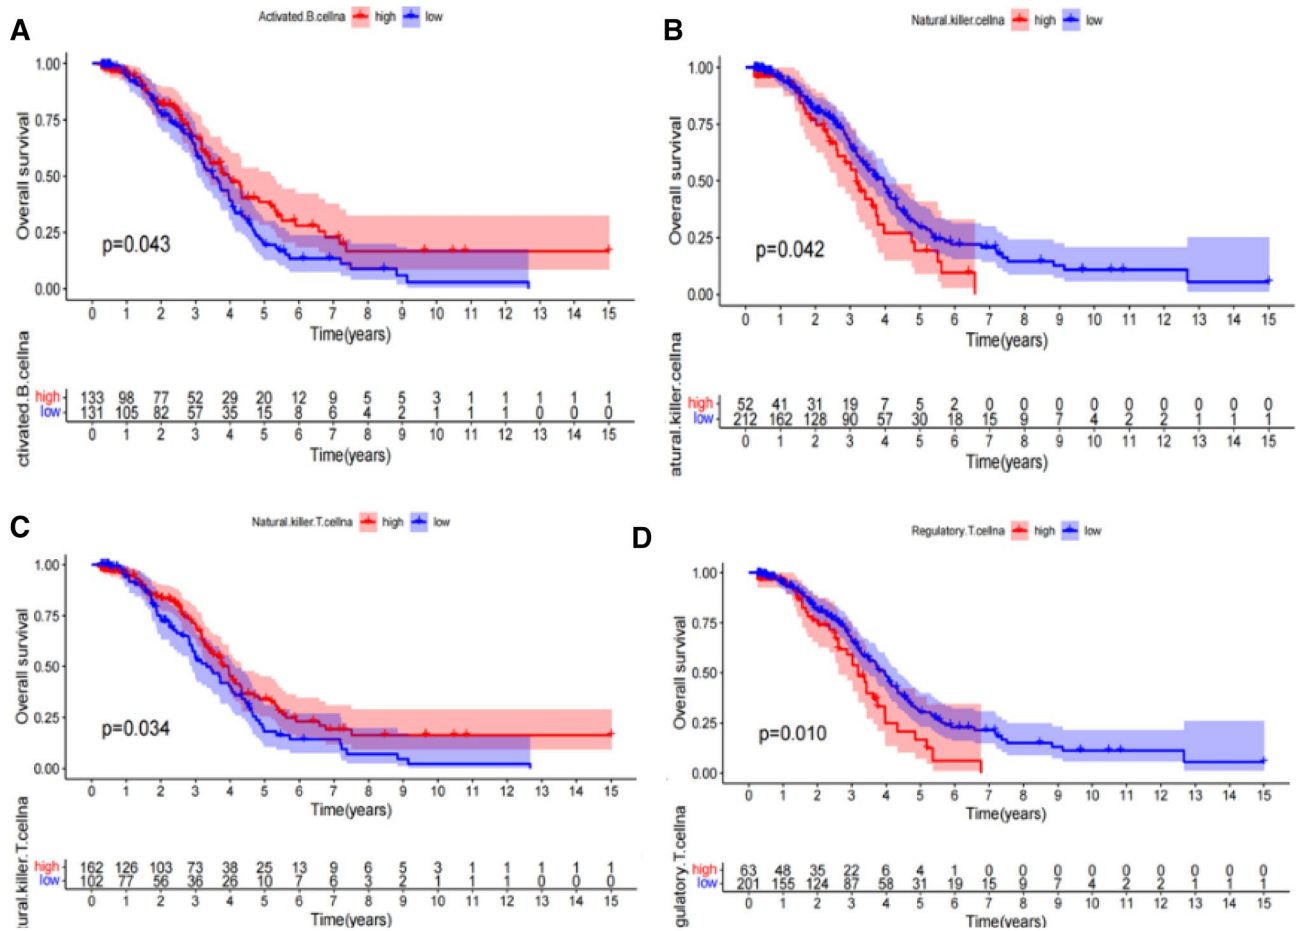 A
Activated.B.cellna high low
1.00
0.75
0.50
0.25
0.00
Overall survival
p=0.043
0 1 2 3 4 5 6 7 8 9 10 11 12 13 14 15
Time(years)
ctivated.B.cellna
high 133 98 77 52 29 20 12 9 5 5 3 1 1 1 1 1
low 131 105 82 57 35 15 8 6 4 2 1 1 1 0 0 0
0 1 2 3 4 5 6 7 8 9 10 11 12 13 14 15
Time(years)
B
Natural.killer.cellna high low
1.00
0.75
0.50
0.25
0.00
Overall survival
p=0.042
0 1 2 3 4 5 6 7 8 9 10 11 12 13 14 15
Time(years)
atural.killer.cellna
high 52 41 31 19 7 5 2 0 0 0 0 0 0 0 0 0
low 212 162 128 90 57 30 18 15 9 7 4 2 2 1 1 1
0 1 2 3 4 5 6 7 8 9 10 11 12 13 14 15
Time(years)
C
Natural.killer.T.cellna high low
1.00
0.75
0.50
0.25
0.00
Overall survival
p=0.034
0 1 2 3 4 5 6 7 8 9 10 11 12 13 14 15
Time(years)
tural.killer.T.cellna
high 162 126 103 73 38 25 13 9 6 5 3 1 1 1 1 1
low 102 77 56 36 26 10 7 6 3 2 1 1 1 0 0 0
0 1 2 3 4 5 6 7 8 9 10 11 12 13 14 15
Time(years)
D
Regulatory.T.cellna high low
1.00
0.75
0.50
0.25
0.00
Overall survival
p=0.010
0 1 2 3 4 5 6 7 8 9 10 11 12 13 14 15
Time(years)
gulatory.T.cellna
high 63 48 35 22 6 4 1 0 0 0 0 0 0 0 0 0
low 201 155 124 87 58 31 19 15 9 7 4 2 2 1 1 1
0 1 2 3 4 5 6 7 8 9 10 11 12 13 14 15
Time(years)